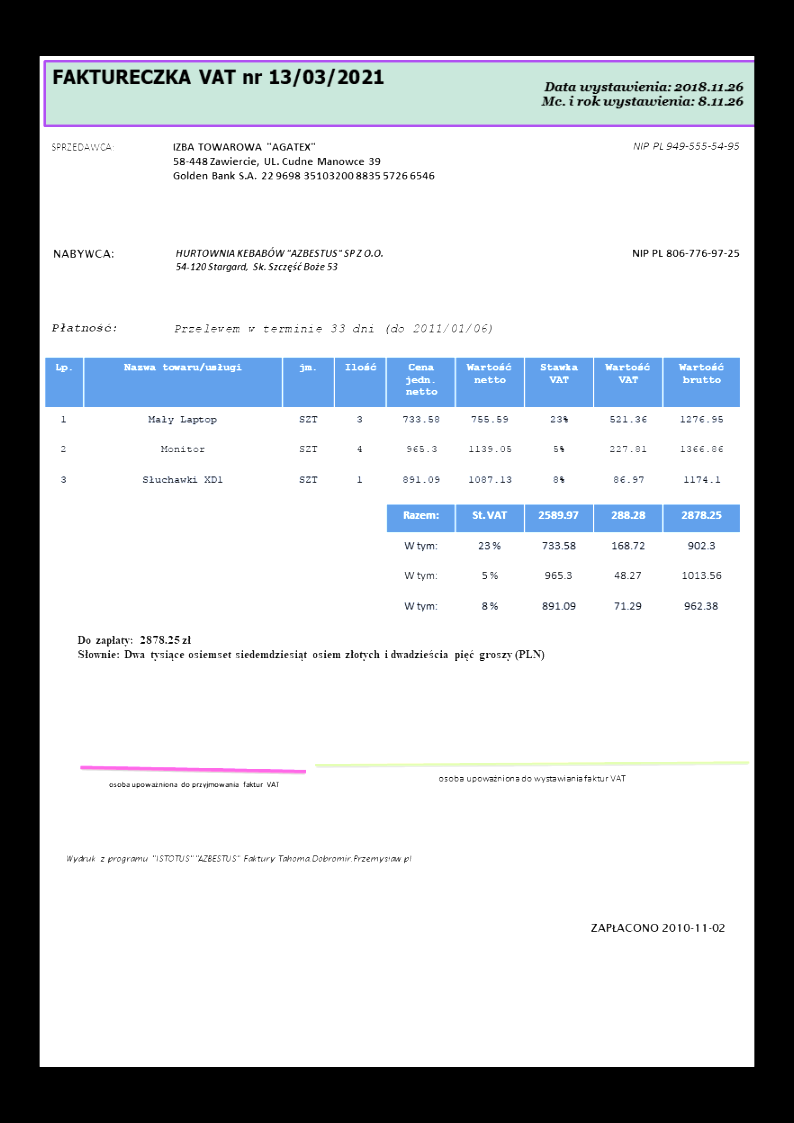 FAKTURECZKA VAT nr 13/03/2021
Data wystawienia: 2018.11.26
Mc. i rok wystawienia: 8.11.26
SPRZEDAWCA: IZBA TOWAROWA "AGATEX" NIP PL 949-555-54-95
58-448 Zawiercie, UL. Cudne Manowce 39
Golden Bank S.A. 22 9698 3510 3200 8835 5726 6546
NABYWCA: HURTOWNIA KEBABÓW "AZBESTUS" SP Z O.O. NIP PL 806-776-97-25
54-120 Stargard, Sk. Szczęść Boże 53
Płatność: Przelewem w terminie 33 dni (do 2011/01/06)
Lp. Nazwa towaru/usługi jm. Ilość Cena jedn. netto Wartość netto Stawka VAT Wartość VAT Wartość brutto
1 Mały Laptop SZT 3 733.58 755.59 23% 521.36 1276.95
2 Monitor SZT 4 965.3 1139.05 5% 227.81 1366.86
3 Słuchawki XD1 SZT 1 891.09 1087.13 8% 86.97 1174.1
Razem: St.VAT 2589.97 288.28 2878.25
W tym: 23 % 733.58 168.72 902.3
W tym: 5 % 965.3 48.27 1013.56
W tym: 8 % 891.09 71.29 962.38
Do zapłaty: 2878.25 zł
Słownie: Dwa tysiące osiemset siedemdziesiąt osiem złotych i dwadzieścia pięć groszy (PLN)
osoba upoważniona do przyjmowania faktur VAT
osoba upoważniona do wystawiania faktur VAT
Wydruk z programu "ISTOTUS" "AZBESTUS" Faktury Tahoma.Dobromir.Przemyslaw.pl
ZAPŁACONO 2010-11-02